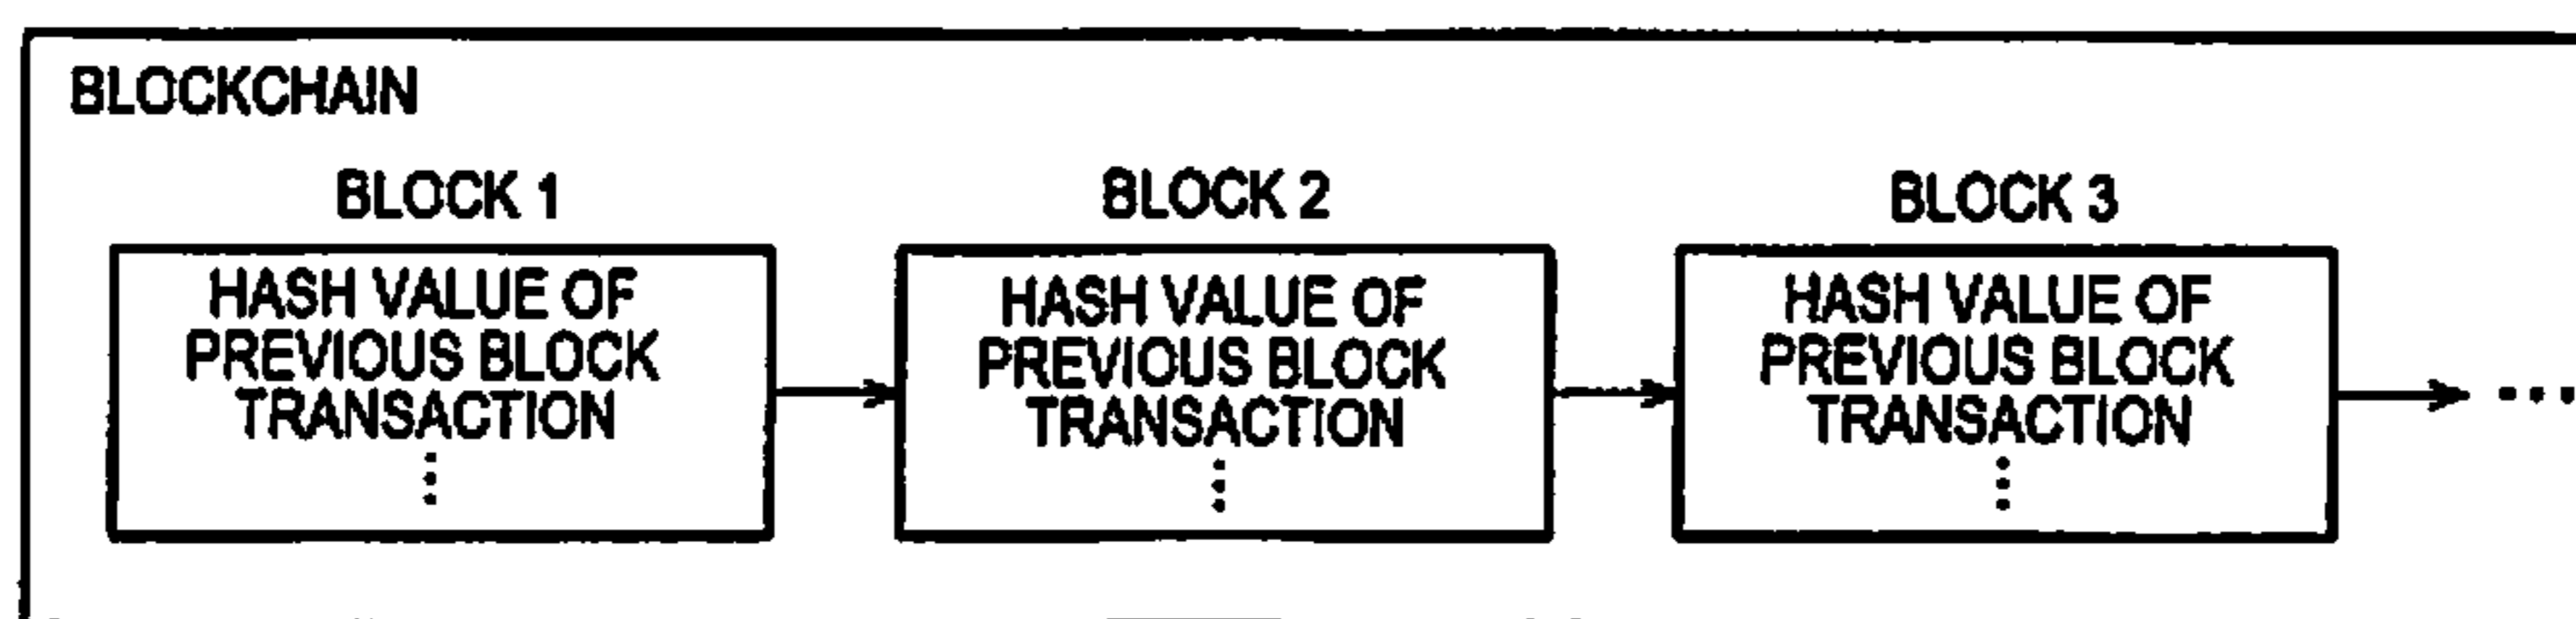 BLOCKCHAIN
BLOCK 1
HASH VALUE OF
PREVIOUS BLOCK
TRANSACTION
BLOCK 2
HASH VALUE OF
PREVIOUS BLOCK
TRANSACTION
BLOCK 3
HASH VALUE OF
PREVIOUS BLOCK
TRANSACTION
...